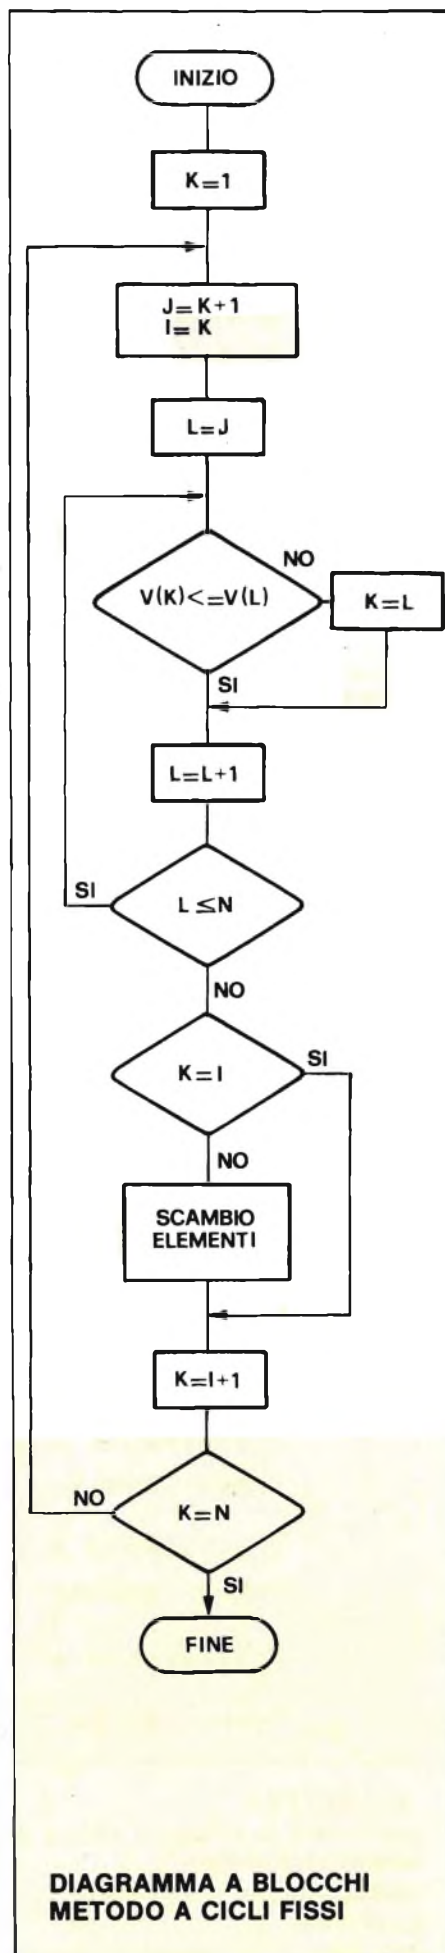 INIZIO
K=1
J=K+1
I=K
L=J
V(K)<=V(L)
NO
K=L
SI
L=L+1
L≤N
SI
NO
K=I
SI
NO
SCAMBIO
ELEMENTI
K=I+1
K=N
NO
SI
FINE
DIAGRAMMA A BLOCCHI
METODO A CICLI FISSI